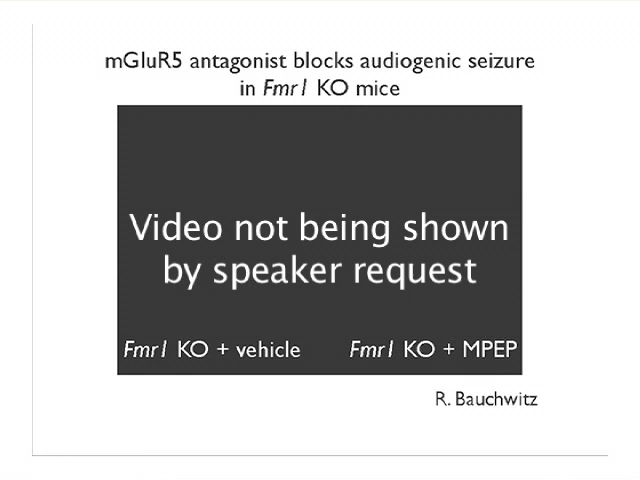 mGluR5 antagonist blocks audiogenic seizure
in Fmr1 KO mice
Video not being shown
by speaker request
Fmr1 KO + vehicle Fmr1 KO + MPEP
R. Bauchwitz